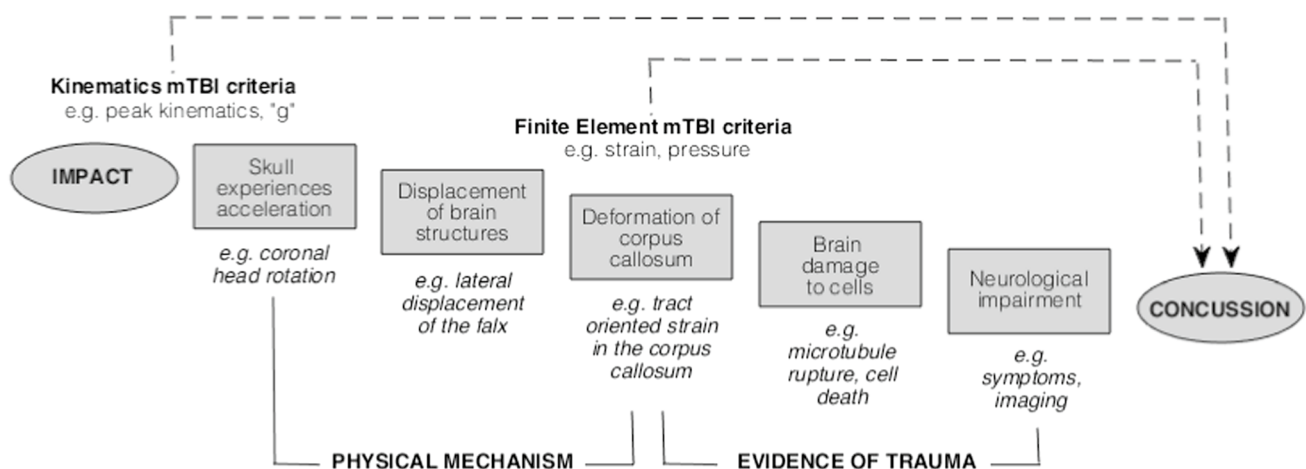 Kinematics mTBI criteria
e.g. peak kinematics, "g"
Finite Element mTBI criteria
e.g. strain, pressure
IMPACT
Skull
experiences
acceleration
e.g. coronal
head rotation
Displacement
of brain
structures
e.g. lateral
displacement
of the falx
Deformation of
corpus
callosum
e.g. tract
oriented strain
in the corpus
callosum
Brain
damage
to cells
e.g.
microtubule
rupture, cell
death
Neurological
impairment
e.g.
symptoms,
imaging
CONCUSSION
PHYSICAL MECHANISM
EVIDENCE OF TRAUMA